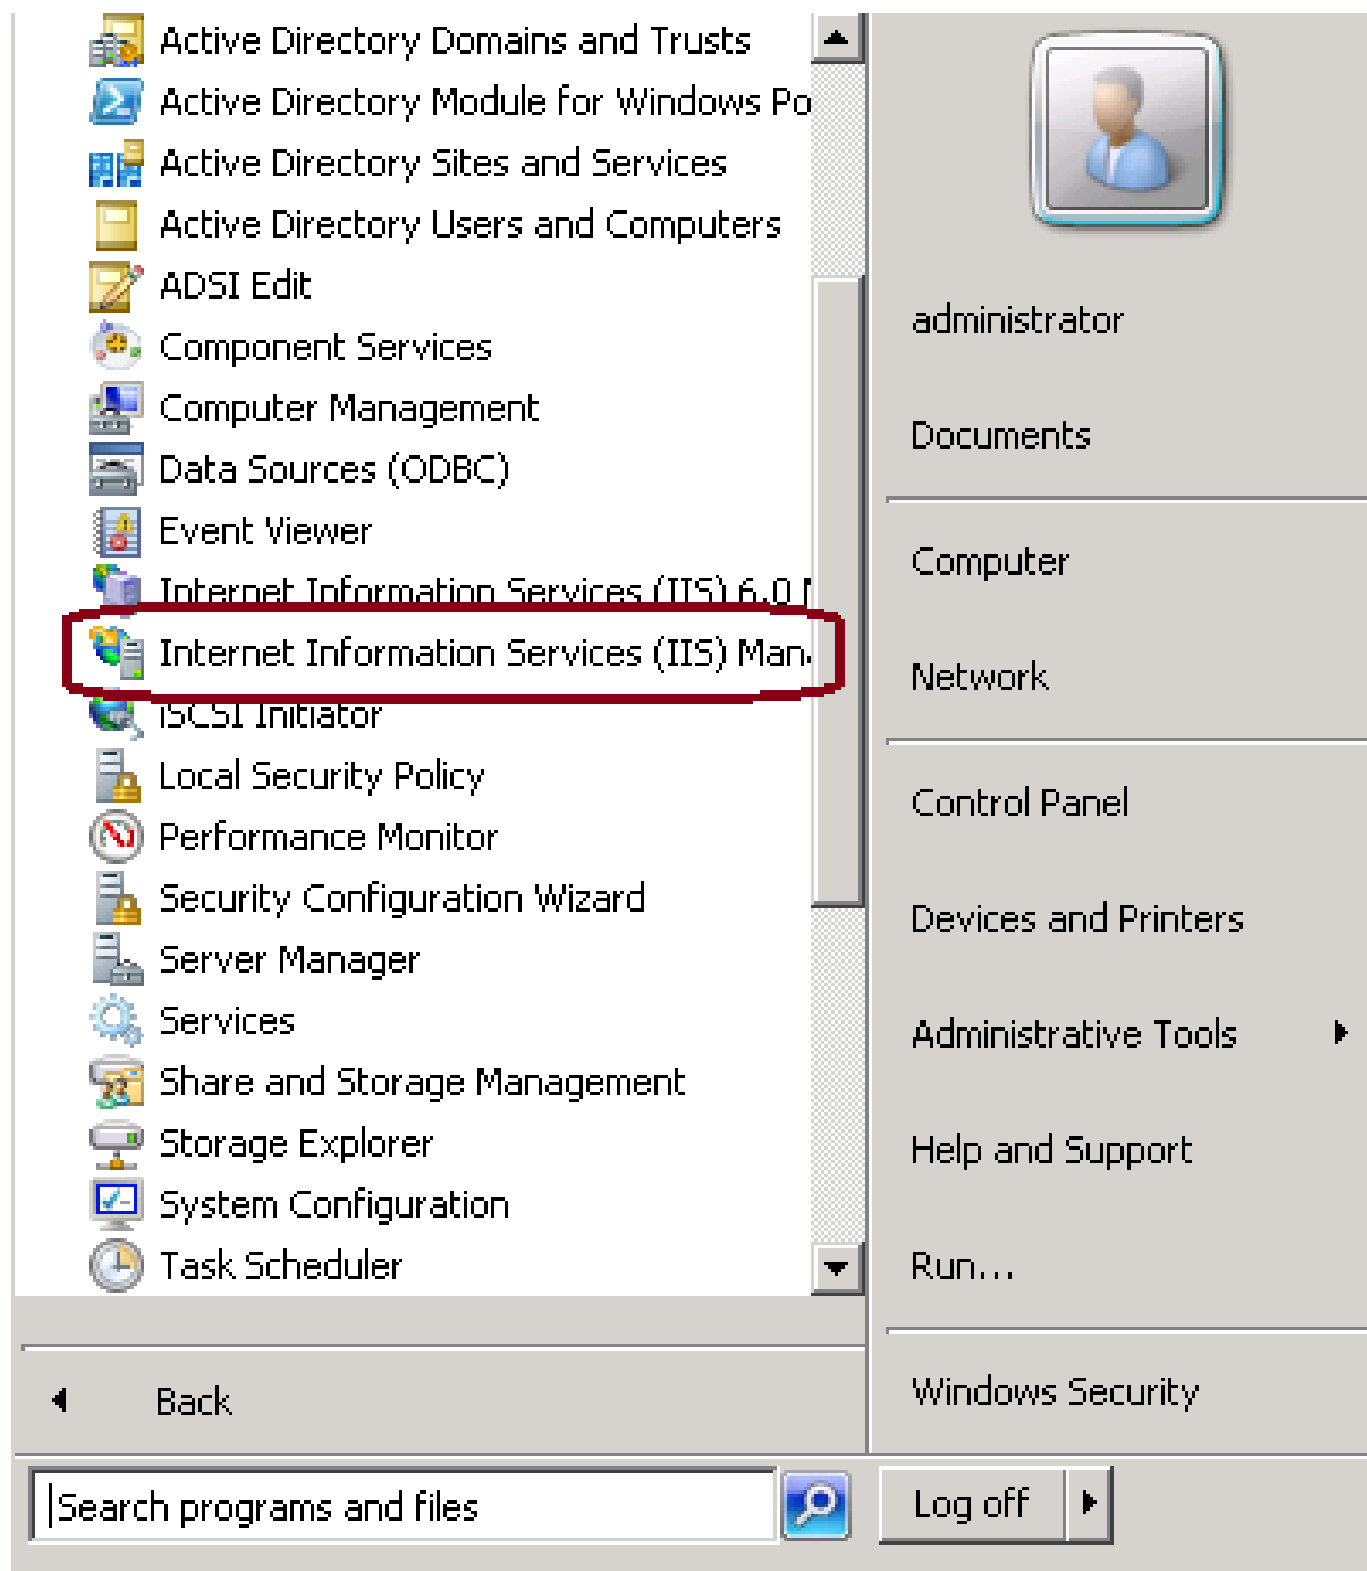 Active Directory Domains and Trusts
Active Directory Module for Windows Po
Active Directory Sites and Services
Active Directory Users and Computers
ADSI Edit
Component Services
Computer Management
Data Sources (ODBC)
Event Viewer
Internet Information Services (IIS) 6.0
Internet Information Services (IIS) Man
iSCSI Initiator
Local Security Policy
Performance Monitor
Security Configuration Wizard
Server Manager
Services
Share and Storage Management
Storage Explorer
System Configuration
Task Scheduler
Back
Search programs and files
administrator
Documents
Computer
Network
Control Panel
Devices and Printers
Administrative Tools
Help and Support
Run...
Windows Security
Log off